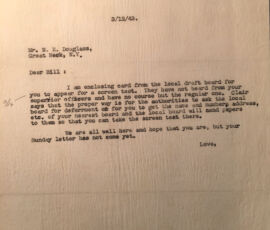 3/12/43.
Mr. W. E. Douglass,
Great Neck, N.Y.
Dear Bill :
I am enclosing card from the local draft board for
you to appear for a screen test. They have not heard from your
superior officers and have no course but the regular one. Clair
says that the proper way is for the authorities to ask the local
board for deferment on for you to get the name and number, address,
etc. of your nearest board and the local board will send papers
to them so that you can take the screen test there.
We are all well here and hope that you are, but your
Sunday letter has not come yet.
Love,